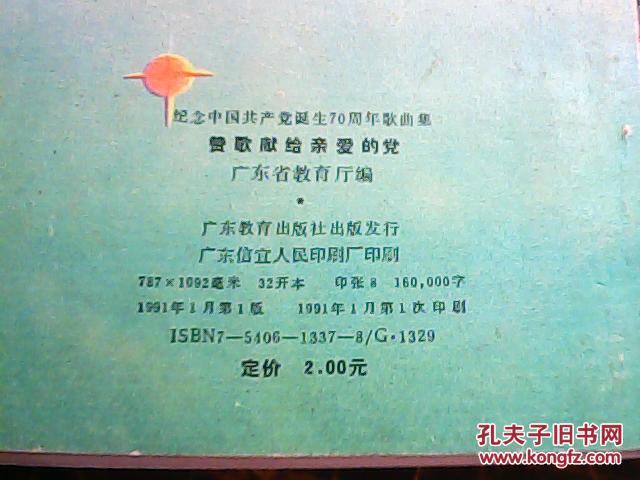 纪念中国共产党诞生70周年歌曲集
赞歌献给亲爱的党
广东省教育厅编
*
广东教育出版社出版发行
广东信宜人民印刷厂印刷
787×1092毫米 32开本 印张8 160,000字
1991年1月第1版 1991年1月第1次印刷
ISBN7-5406-1337-8/G·1329
定价 2.00元
孔夫子旧书网
www.kongfz.com